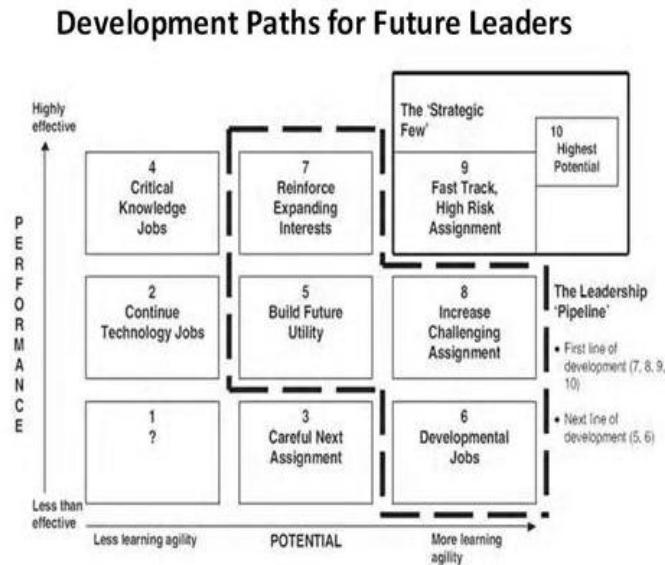 Development Paths for Future Leaders
Highly
effective
PERFORMANCE
Less than
effective
4
Critical
Knowledge
Jobs
7
Reinforce
Expanding
Interests
The 'Strategic
Few'
9
Fast Track,
High Risk
Assignment
10
Highest
Potential
2
Continue
Technology Jobs
5
Build Future
Utility
8
Increase
Challenging
Assignment
The Leadership
'Pipeline'
• First line of
development (7, 8, 9,
10)
• Next line of
development (5, 6)
1
?
3
Careful Next
Assignment
6
Developmental
Jobs
Less learning agility
POTENTIAL
More learning
agility